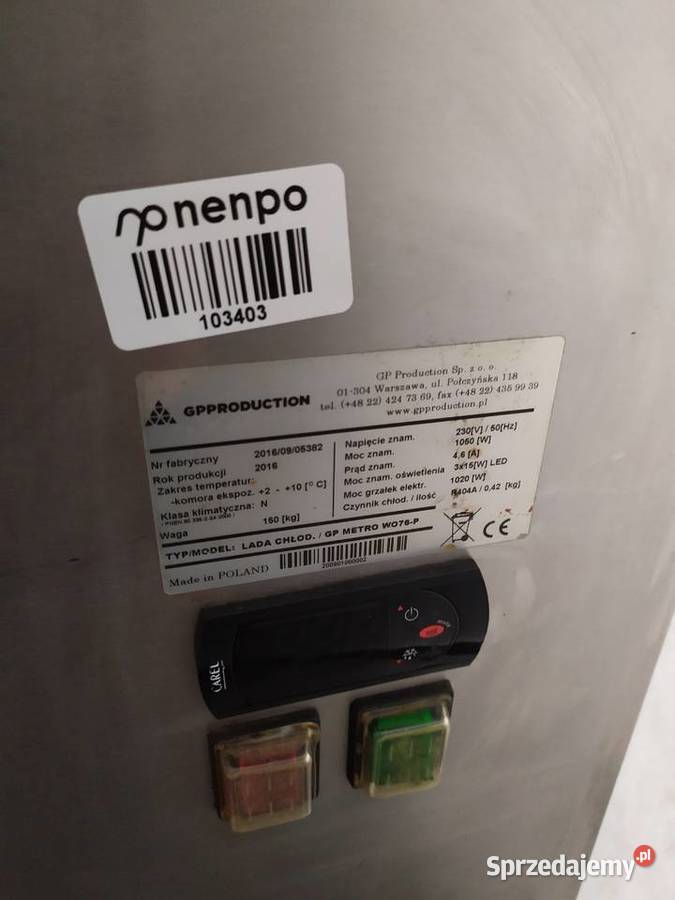 nenpo
103403
GP Production Sp. z o. o.
01-304 Warszawa, ul. Połczyńska 118
tel. (+48 22) 424 73 69, fax (+48 22) 435 99 39
www.gpproduction.pl
GPPRODUCTION
Nr fabryczny 2016/09/05382
Rok produkcji 2016
Zakres temperatur:
-komora ekspoz. +2 - +10 [° C]
Klasa klimatyczna: N
Waga 150 [kg]
Napięcie znam. 230[V] / 50[Hz]
Moc znam. 1050 [W]
Prąd znam. 4,6 [A]
Moc znam. oświetlenia 3x15[W] LED
Moc grzałek elektr. 1020 [W]
Czynnik chłod. / ilość R404A / 0,42 [kg]
TYP/MODEL: LADA CHŁOD. / GP METRO WO76-P
Made in POLAND
200901000002
CE
CAREL
Sprzedajemy.pl